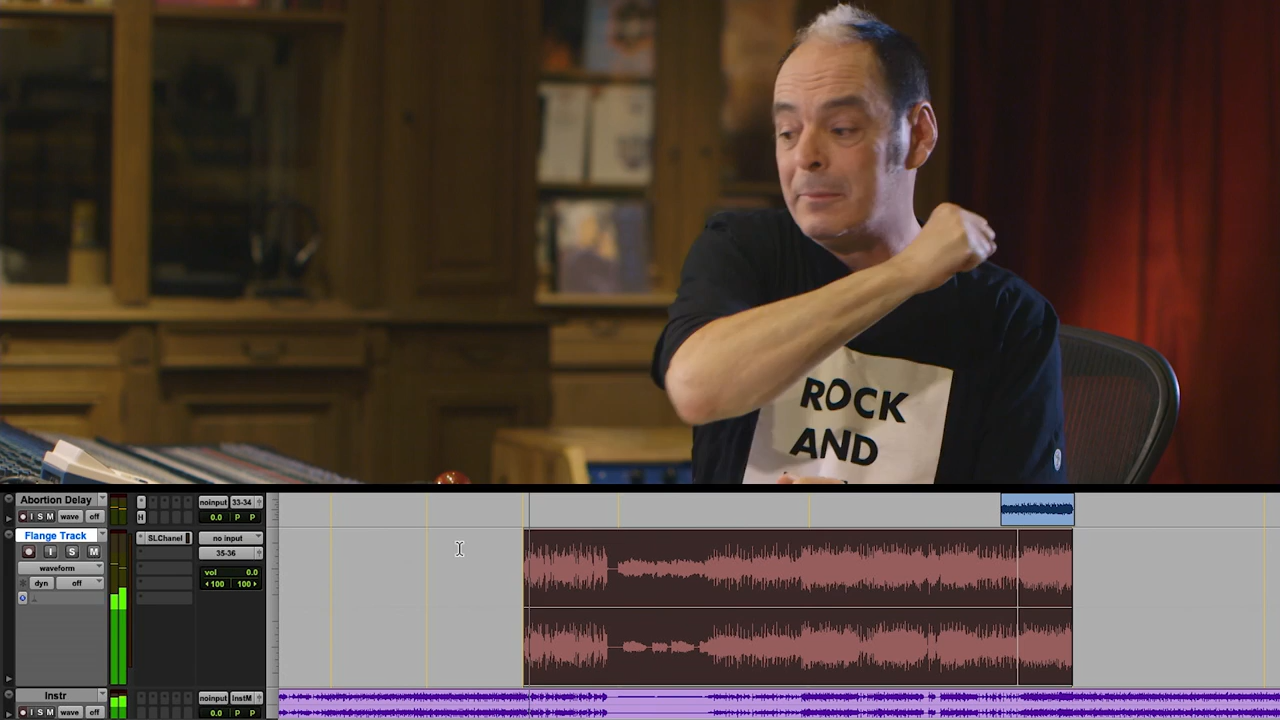 ROCK
AND
Abortion Delay
I S M wave off
noinput 33-34
0.0 P P
H
Flange Track
I S M
waveform
dyn off
SLChanel
no input
35-36
vol 0.0
100 100
Instr
I S M wave off
noinput InstM
0.0 P P